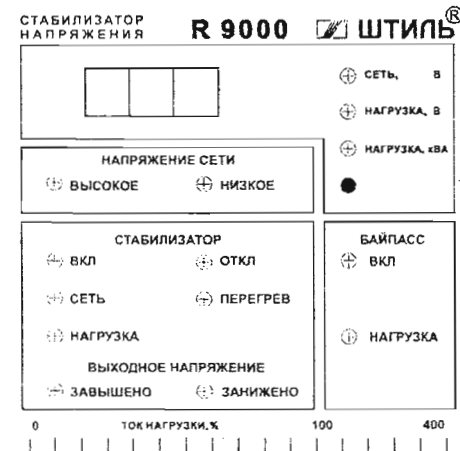 СТАБИЛИЗАТОР
НАПРЯЖЕНИЯ
R 9000
ШТИЛЬ®
СЕТЬ, В
НАГРУЗКА, В
НАГРУЗКА, кВА
НАПРЯЖЕНИЕ СЕТИ
ВЫСОКОЕ НИЗКОЕ
СТАБИЛИЗАТОР
ВКЛ ОТКЛ
СЕТЬ ПЕРЕГРЕВ
НАГРУЗКА
ВЫХОДНОЕ НАПРЯЖЕНИЕ
ЗАВЫШЕНО ЗАНИЖЕНО
БАЙПАСС
ВКЛ
НАГРУЗКА
0 ТОК НАГРУЗКИ, % 100 400